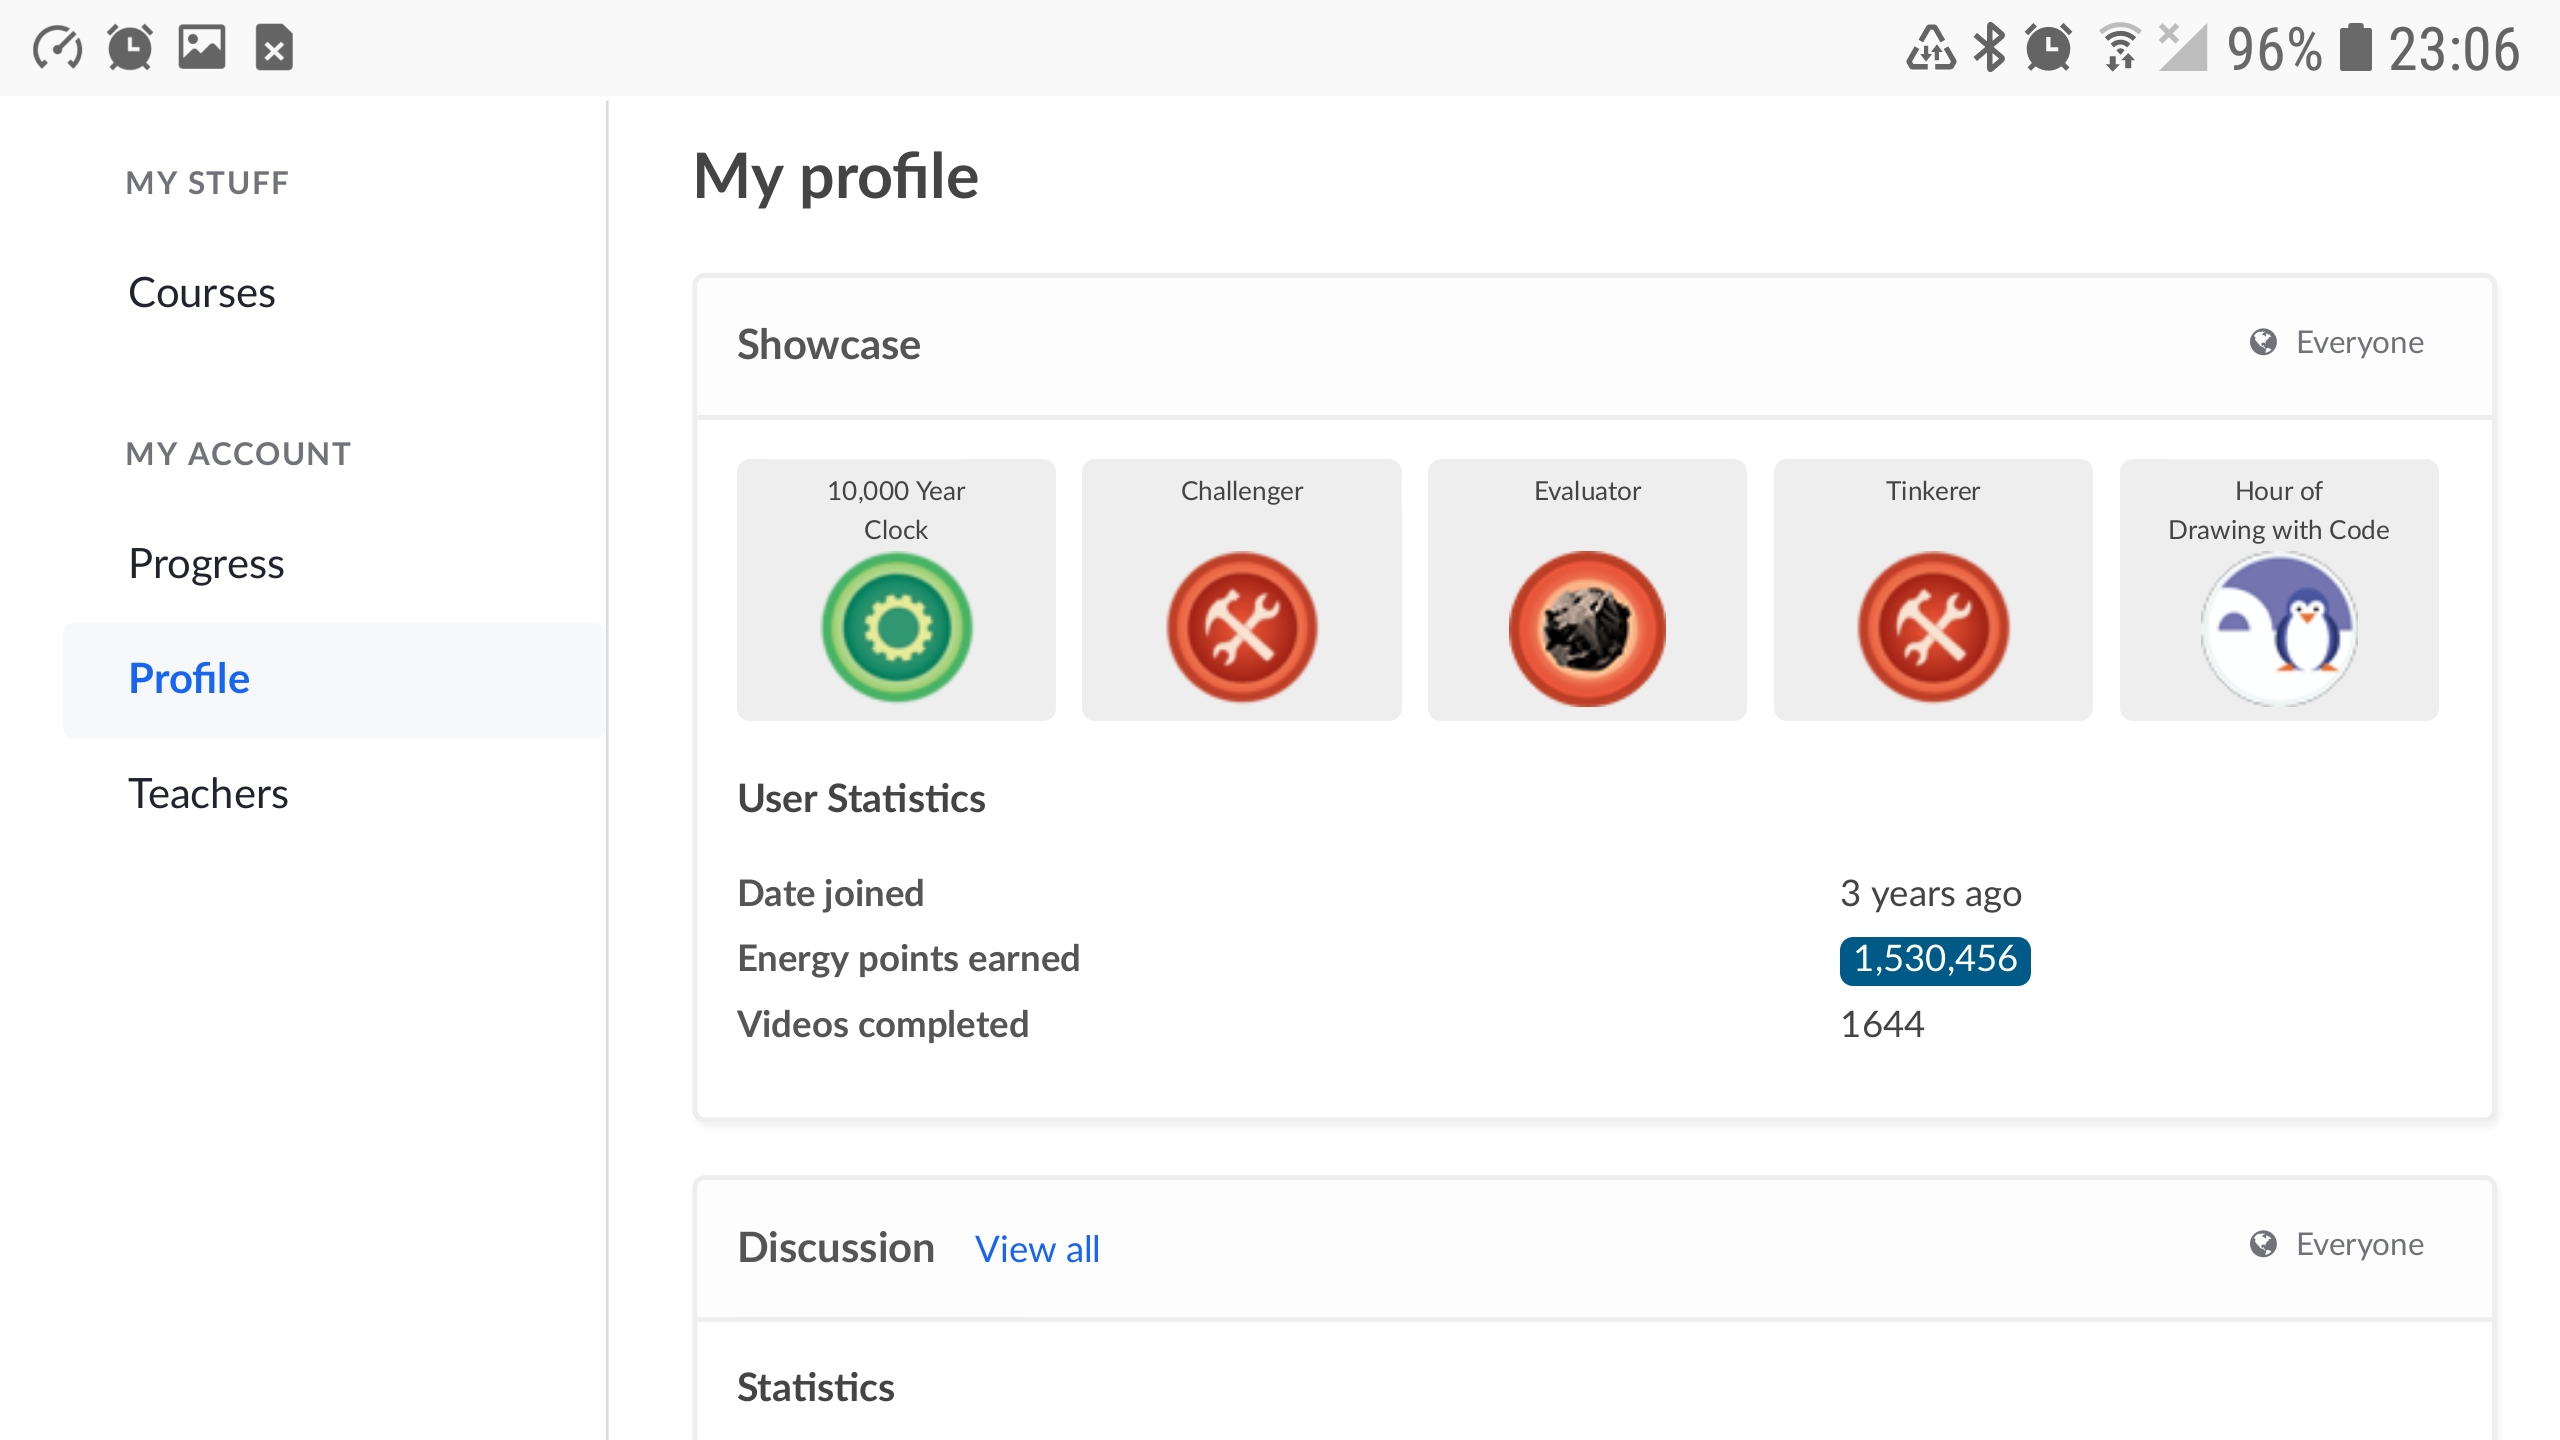 96% 23:06
MY STUFF
Courses
MY ACCOUNT
Progress
Profile
Teachers
My profile
Showcase
Everyone
10,000 Year
Clock
Challenger
Evaluator
Tinkerer
Hour of
Drawing with Code
User Statistics
Date joined 3 years ago
Energy points earned 1,530,456
Videos completed 1644
Discussion View all
Everyone
Statistics